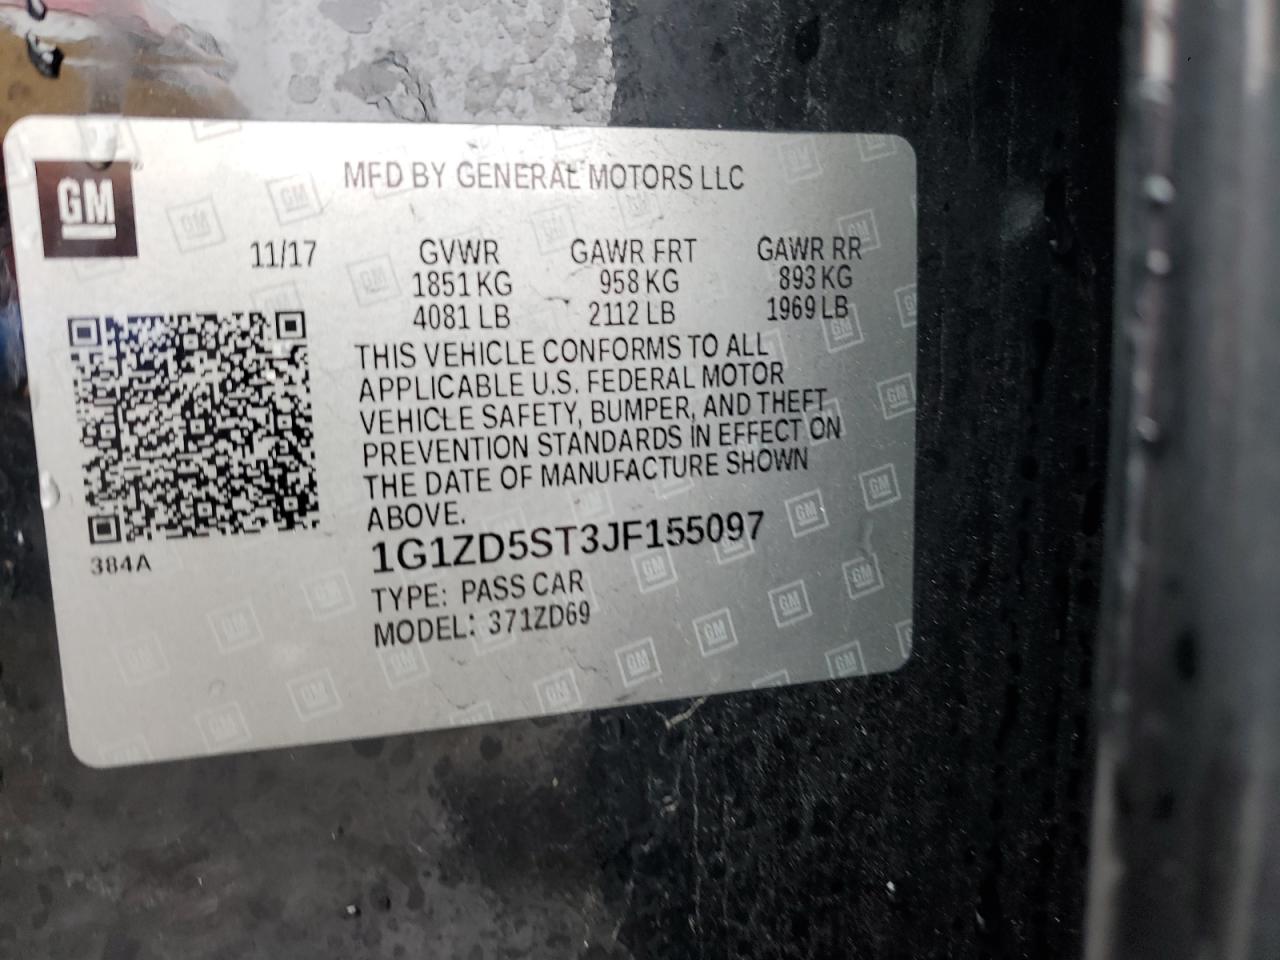 GM
MFD BY GENERAL MOTORS LLC
11/17 GVWR GAWR FRT GAWR RR
1851 KG 958 KG 893 KG
4081 LB 2112 LB 1969 LB
THIS VEHICLE CONFORMS TO ALL
APPLICABLE U.S. FEDERAL MOTOR
VEHICLE SAFETY, BUMPER, AND THEFT
PREVENTION STANDARDS IN EFFECT ON
THE DATE OF MANUFACTURE SHOWN
ABOVE.
1G1ZD5ST3JF155097
384A
TYPE: PASS CAR
MODEL: 371ZD69